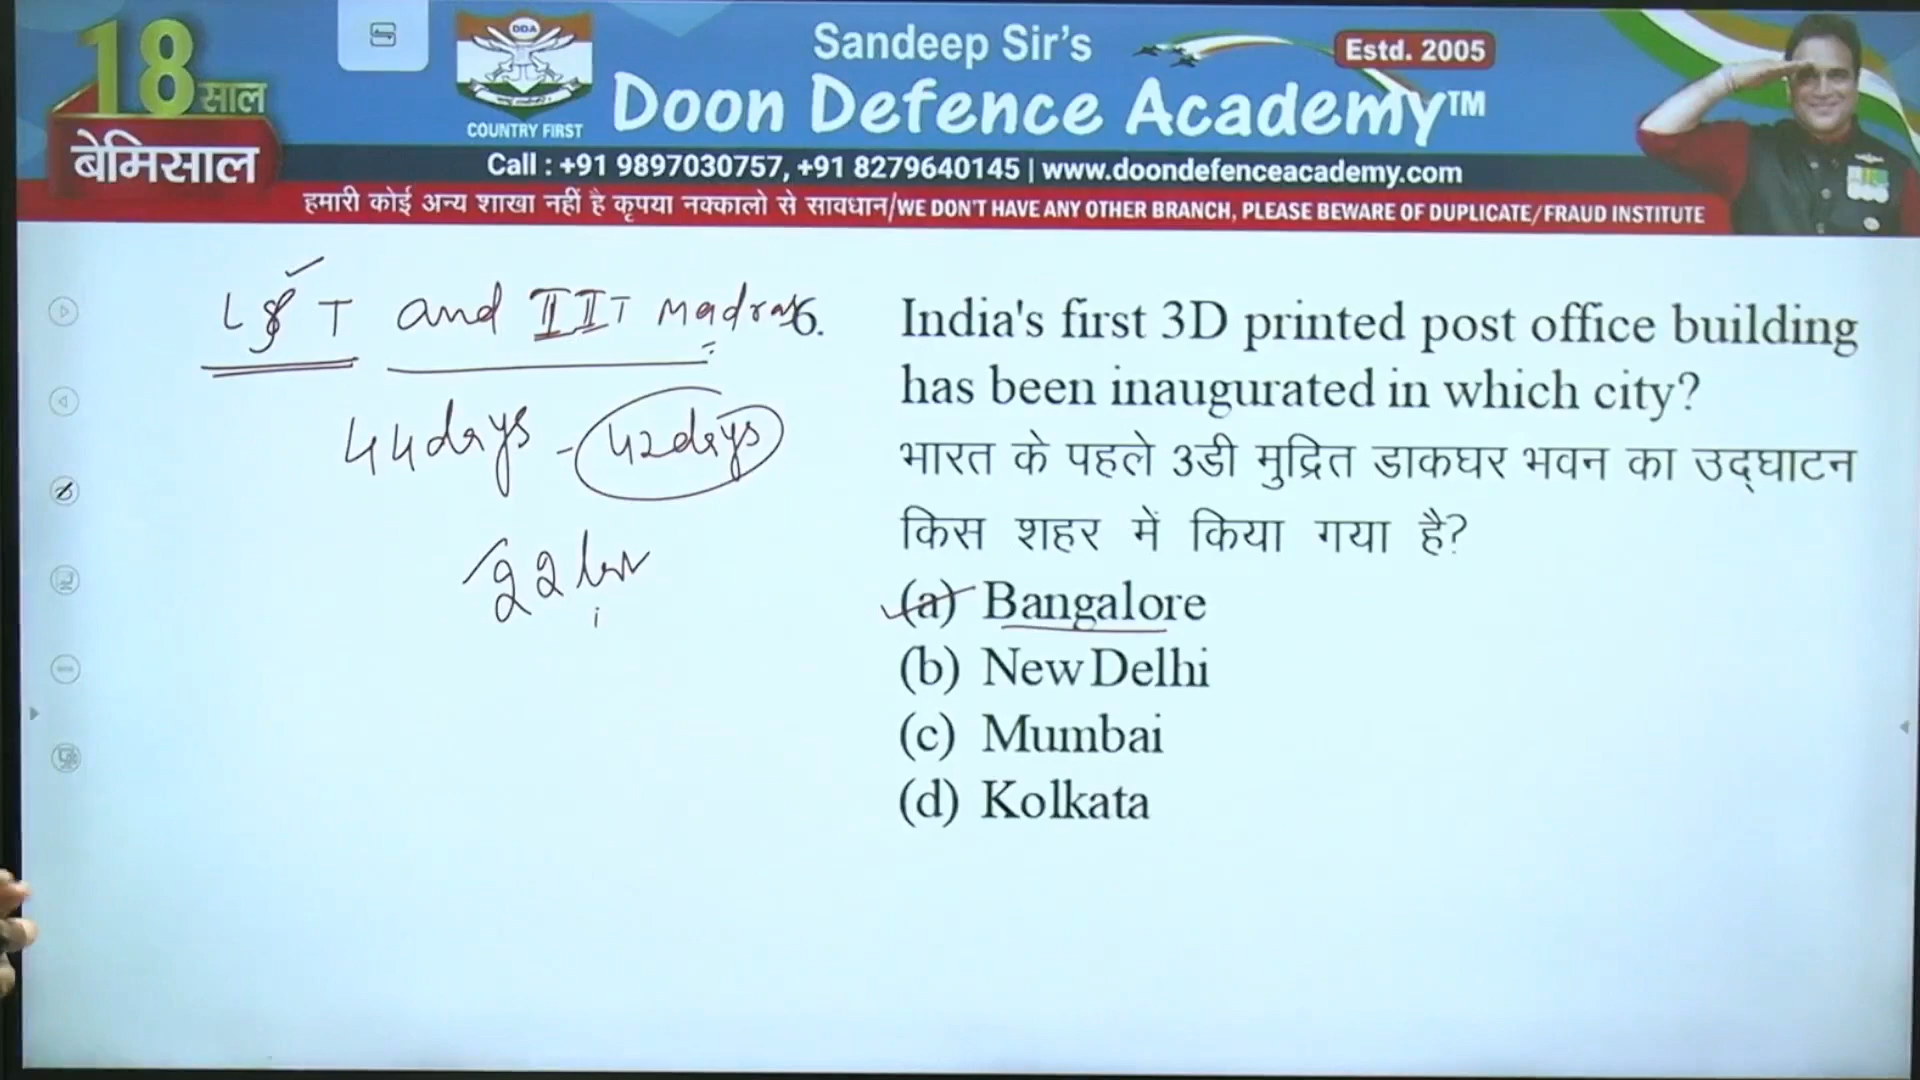 18 साल
बेमिसाल
DDA
COUNTRY FIRST
Sandeep Sir's
Estd. 2005
Doon Defence Academy™
Call : +91 9897030757, +91 8279640145 | www.doondefenceacademy.com
हमारी कोई अन्य शाखा नहीं है कृपया नक्कालो से सावधान/WE DON'T HAVE ANY OTHER BRANCH, PLEASE BEWARE OF DUPLICATE/FRAUD INSTITUTE
L & T and IIT Madras
44days - 42days
22
6. India's first 3D printed post office building
has been inaugurated in which city?
भारत के पहले 3डी मुद्रित डाकघर भवन का उद्घाटन
किस शहर में किया गया है?
(a) Bangalore
(b) New Delhi
(c) Mumbai
(d) Kolkata